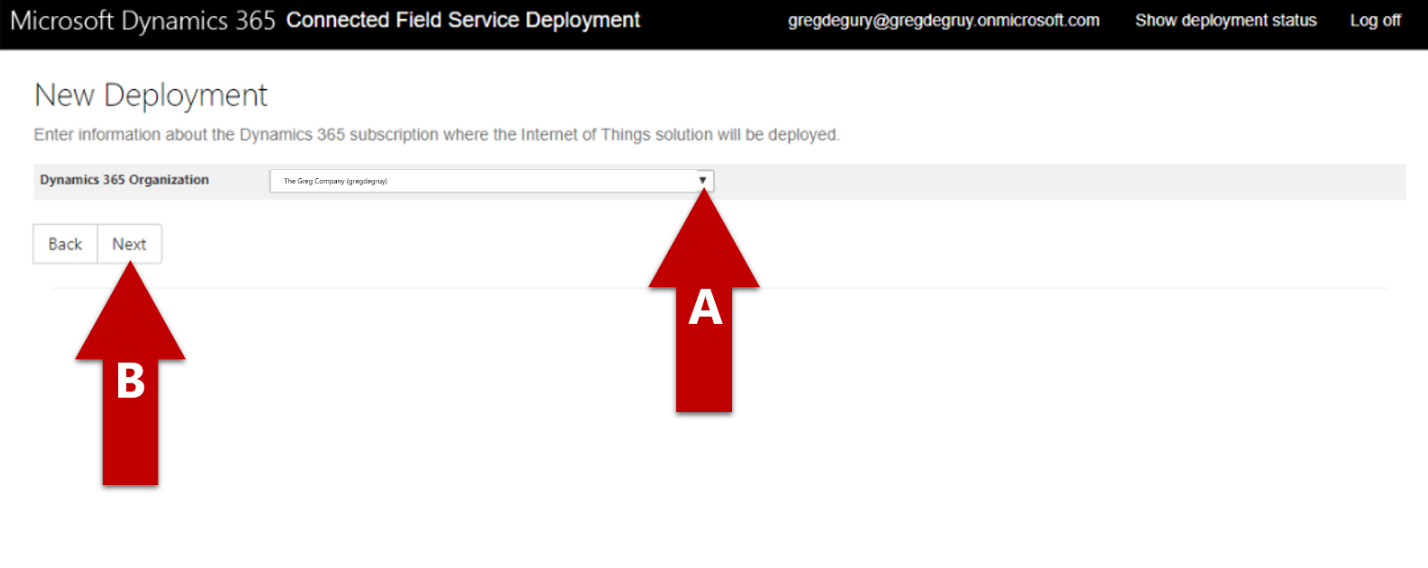 Microsoft Dynamics 365 Connected Field Service Deployment gregdegury@gregdegruy.onmicrosoft.com Show deployment status Log off
New Deployment
Enter information about the Dynamics 365 subscription where the Internet of Things solution will be deployed.
Dynamics 365 Organization The Greg Company (gregdegruy)
Back Next
A
B